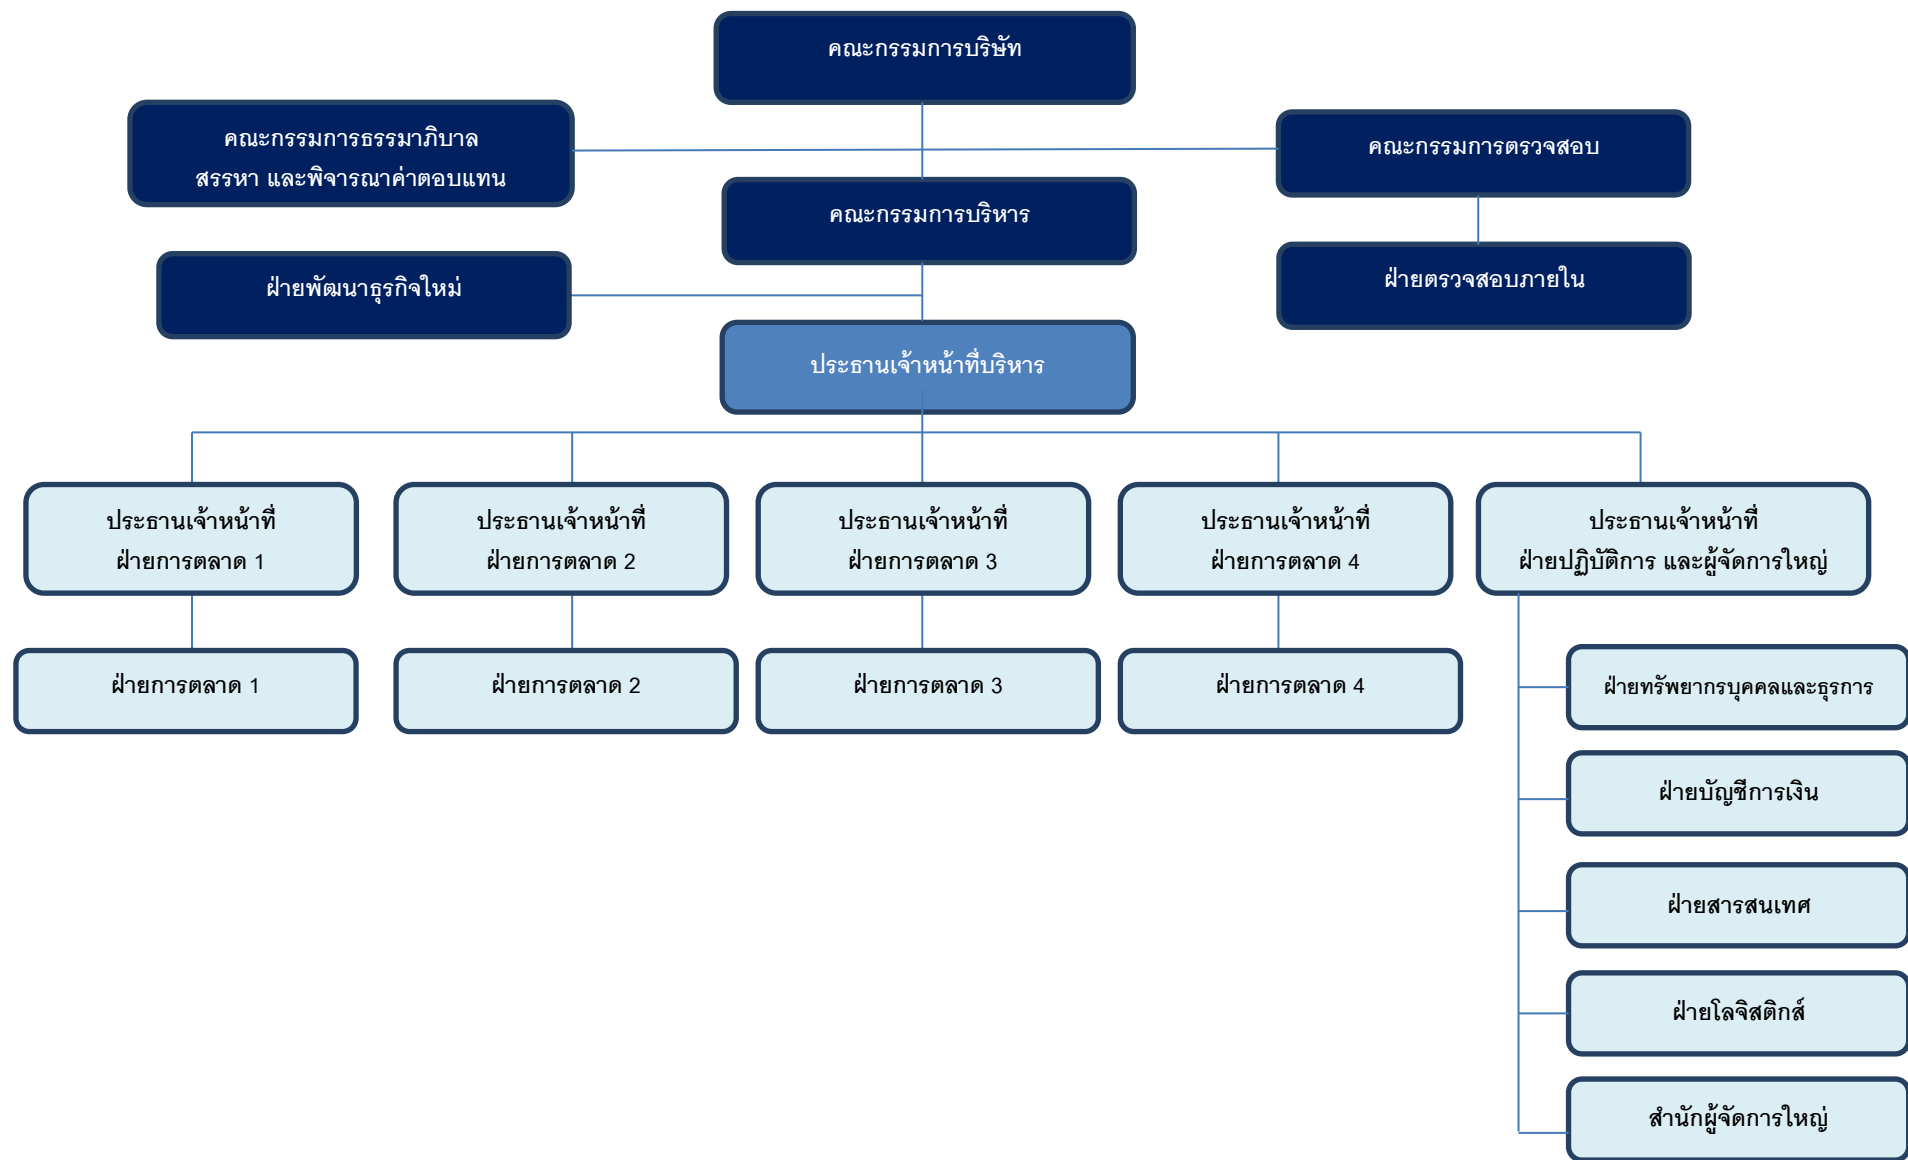 คณะกรรมการบริษัท
คณะกรรมการธรรมาภิบาล
สรรหา และพิจารณาค่าตอบแทน
คณะกรรมการตรวจสอบ
คณะกรรมการบริหาร
ฝ่ายพัฒนาธุรกิจใหม่
ฝ่ายตรวจสอบภายใน
ประธานเจ้าหน้าที่บริหาร
ประธานเจ้าหน้าที่
ฝ่ายการตลาด 1
ประธานเจ้าหน้าที่
ฝ่ายการตลาด 2
ประธานเจ้าหน้าที่
ฝ่ายการตลาด 3
ประธานเจ้าหน้าที่
ฝ่ายการตลาด 4
ประธานเจ้าหน้าที่
ฝ่ายปฏิบัติการ และผู้จัดการใหญ่
ฝ่ายการตลาด 1
ฝ่ายการตลาด 2
ฝ่ายการตลาด 3
ฝ่ายการตลาด 4
ฝ่ายทรัพยากรบุคคลและธุรการ
ฝ่ายบัญชีการเงิน
ฝ่ายสารสนเทศ
ฝ่ายโลจิสติกส์
สำนักผู้จัดการใหญ่